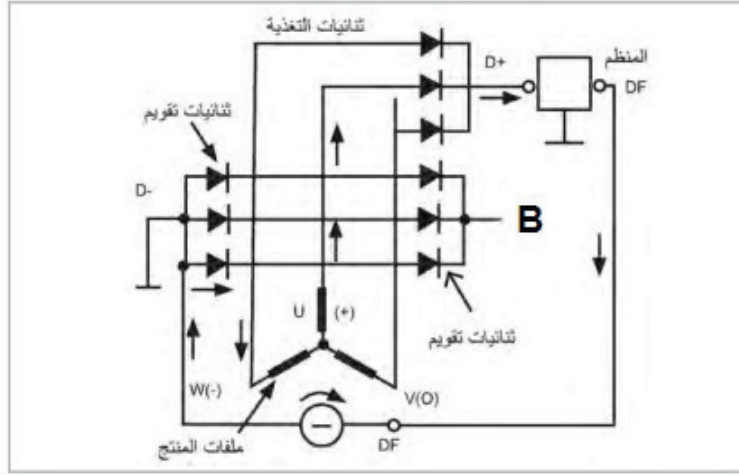 ثنائيات التغذية
D+
المنظم
DF
ثنائيات تقويم
D-
B
U
(+)
ثنائيات تقويم
W(-)
V(O)
ملفات المنتج
DF